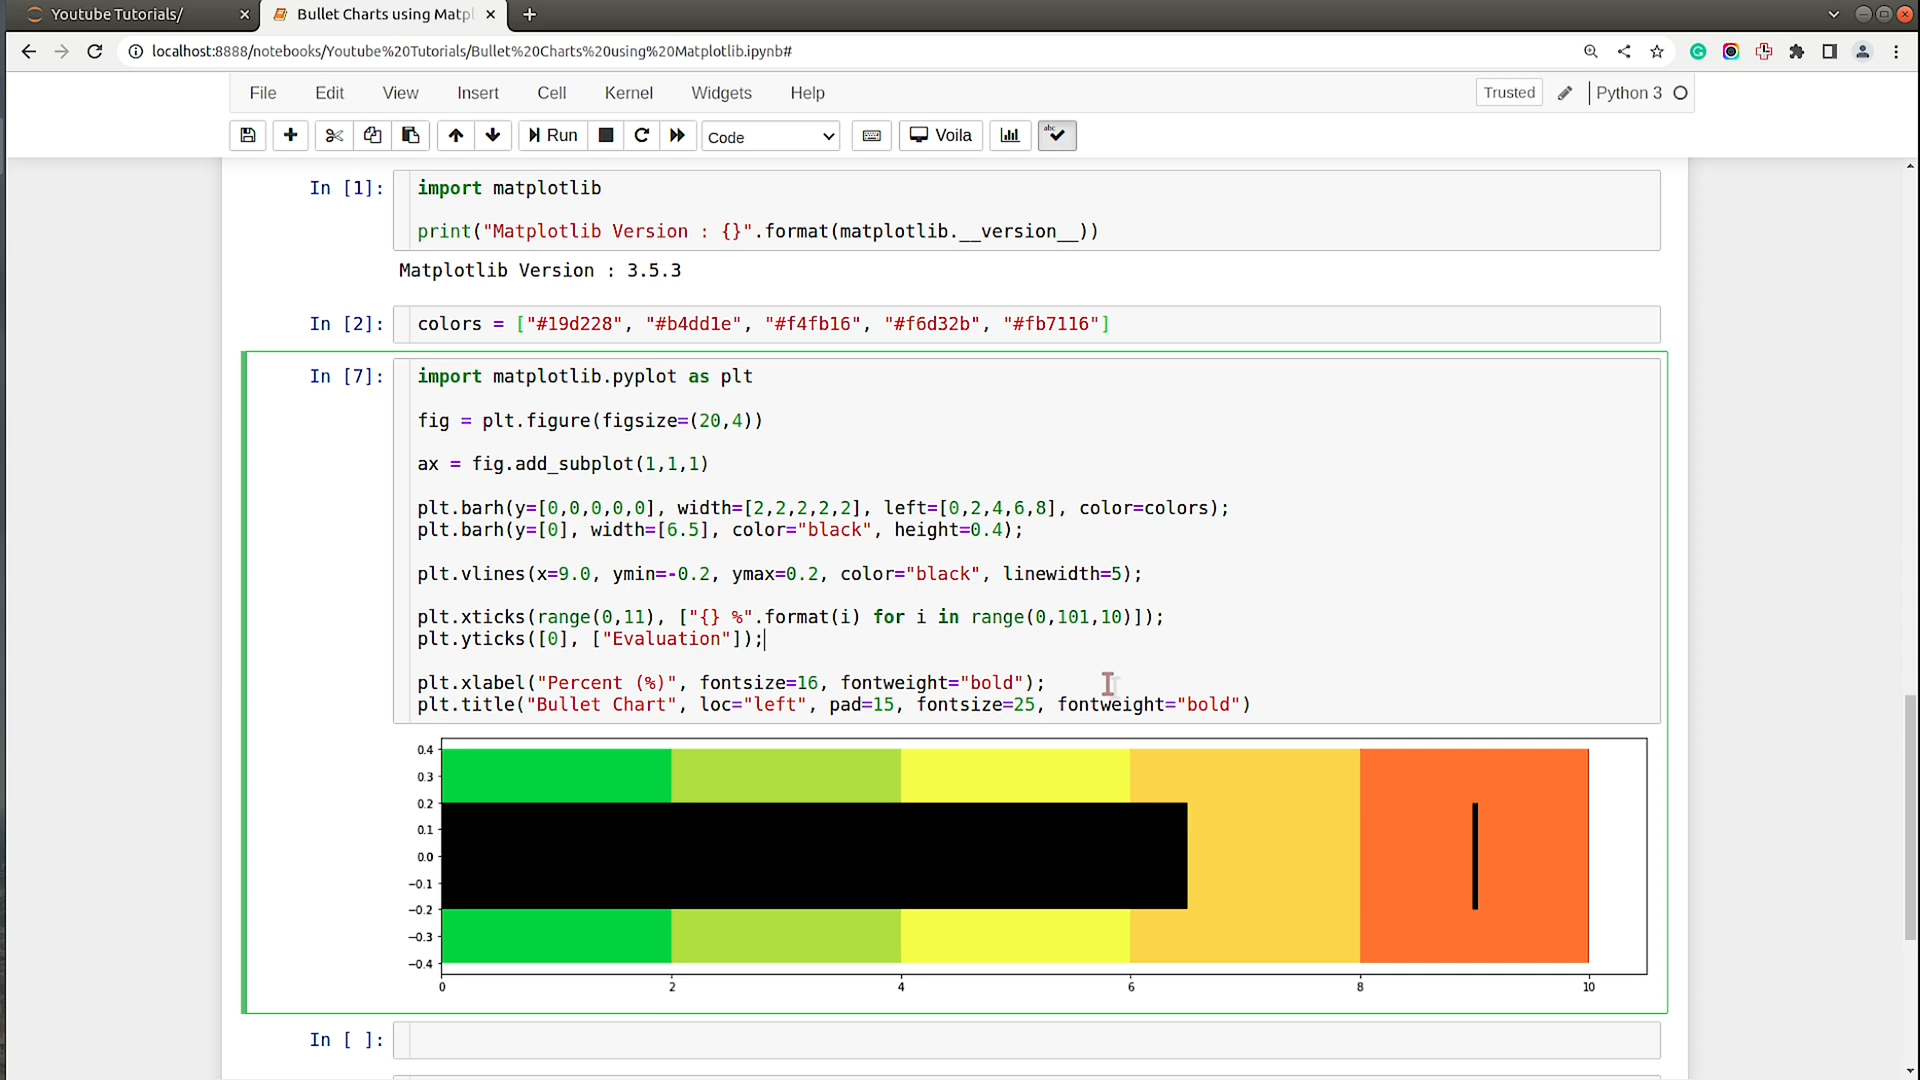 Youtube Tutorials/
Bullet Charts using Matpl
localhost:8888/notebooks/Youtube%20Tutorials/Bullet%20Charts%20using%20Matplotlib.ipynb#
File Edit View Insert Cell Kernel Widgets Help
Trusted
Python 3
Run
Code
Voila
abc
In [1]:
import matplotlib
print("Matplotlib Version : {}".format(matplotlib.__version__))
Matplotlib Version : 3.5.3
In [2]:
colors = ["#19d228", "#b4dd1e", "#f4fb16", "#f6d32b", "#fb7116"]
In [7]:
import matplotlib.pyplot as plt
fig = plt.figure(figsize=(20,4))
ax = fig.add_subplot(1,1,1)
plt.barh(y=[0,0,0,0,0], width=[2,2,2,2,2], left=[0,2,4,6,8], color=colors);
plt.barh(y=[0], width=[6.5], color="black", height=0.4);
plt.vlines(x=9.0, ymin=-0.2, ymax=0.2, color="black", linewidth=5);
plt.xticks(range(0,11), ["{} %".format(i) for i in range(0,101,10)]);
plt.yticks([0], ["Evaluation"]);
plt.xlabel("Percent (%)", fontsize=16, fontweight="bold");
plt.title("Bullet Chart", loc="left", pad=15, fontsize=25, fontweight="bold")
0.4
0.3
0.2
0.1
0.0
−0.1
−0.2
−0.3
−0.4
0 2 4 6 8 10
In [ ]: